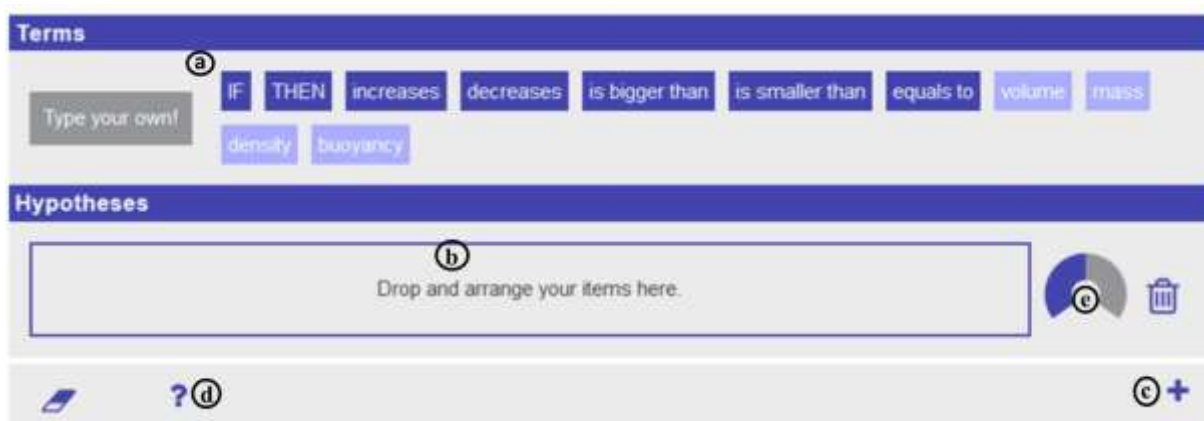 Terms
a
Type your own! IF THEN increases decreases is bigger than is smaller than equals to volume mass
density buoyancy
Hypotheses
b
Drop and arrange your items here.
e
? d c +